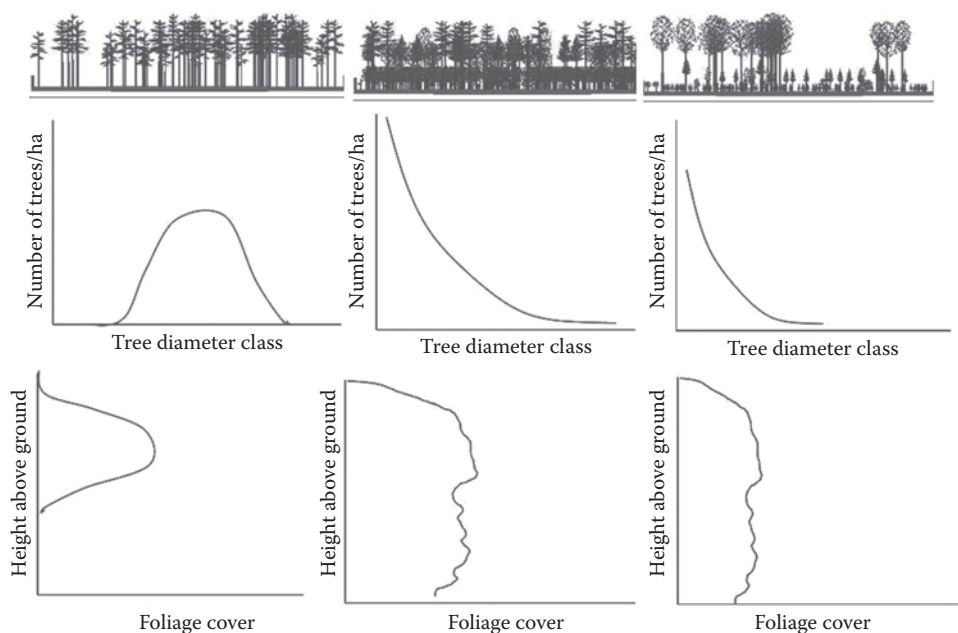 Number of trees/ha
Number of trees/ha
Number of trees/ha
Tree diameter class
Tree diameter class
Tree diameter class
Height above ground
Height above ground
Height above ground
Foliage cover
Foliage cover
Foliage cover